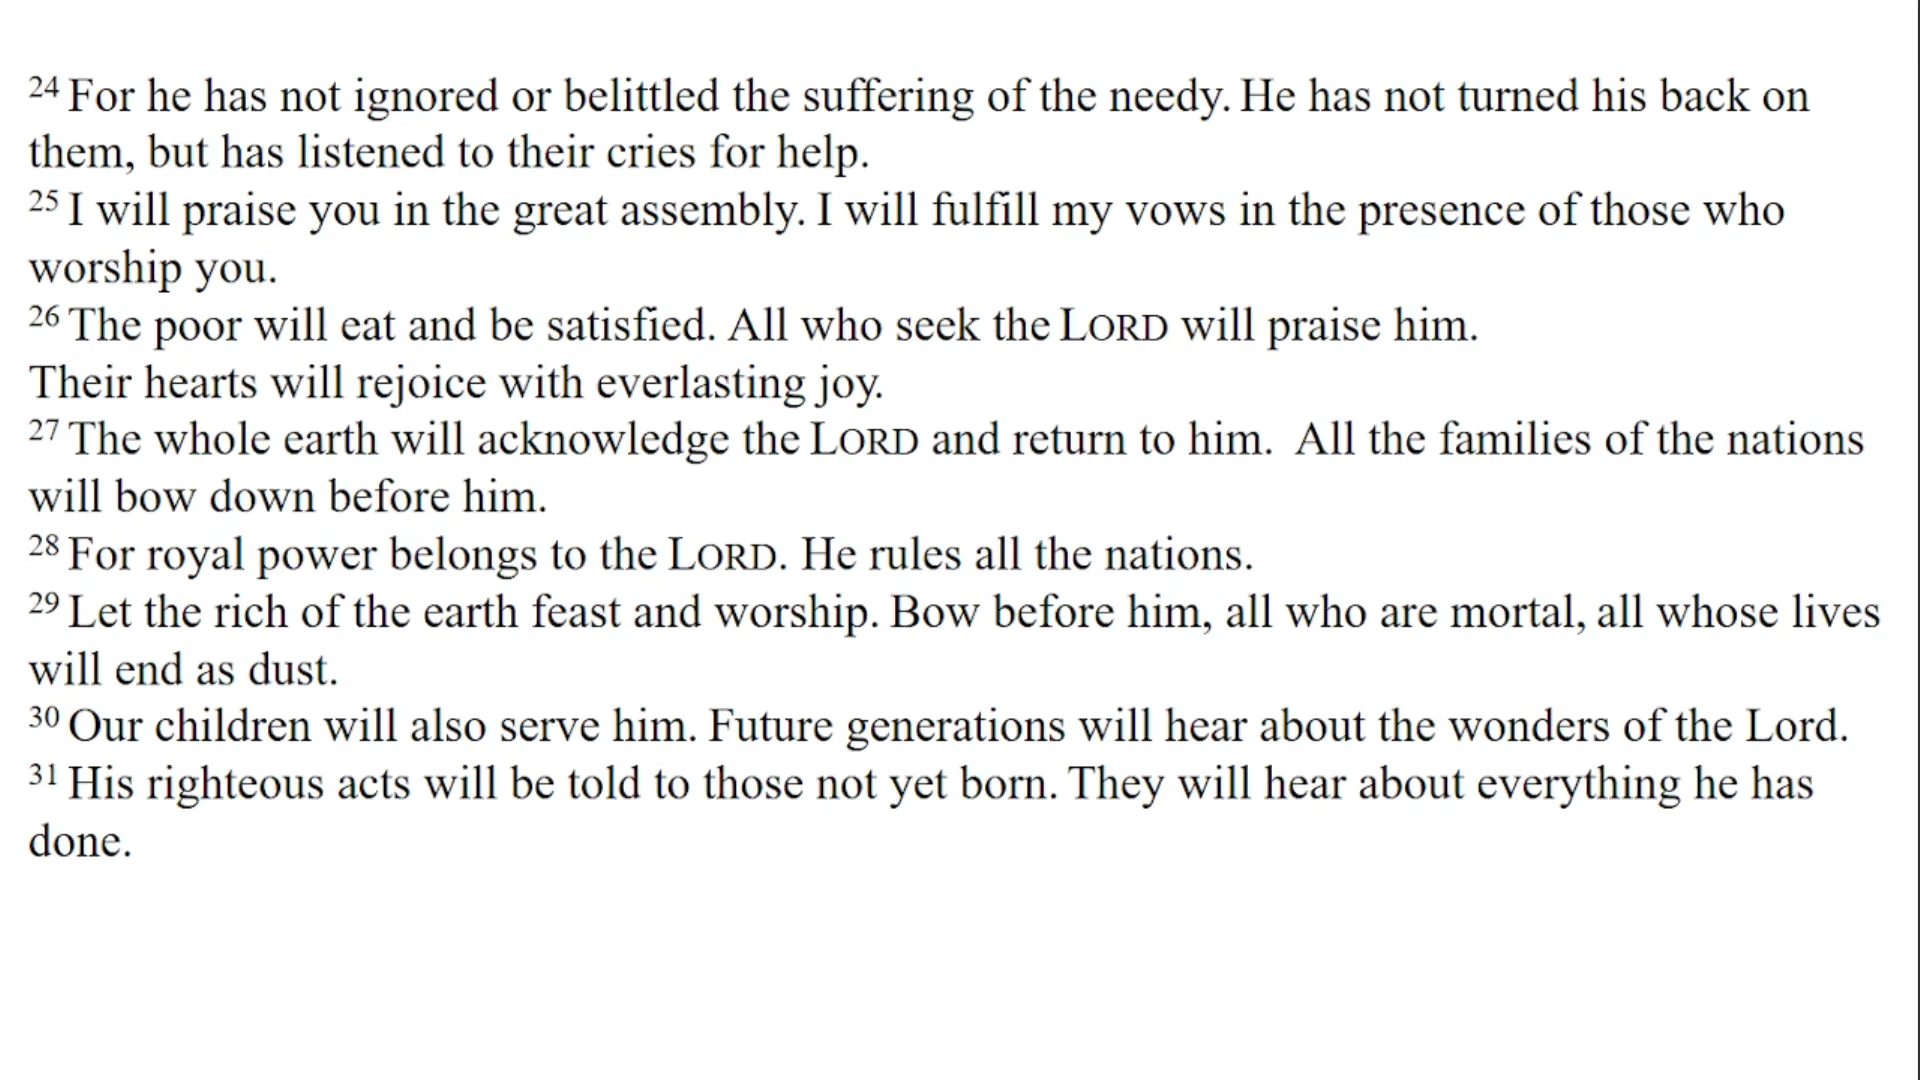 24 For he has not ignored or belittled the suffering of the needy. He has not turned his back on
them, but has listened to their cries for help.
25 I will praise you in the great assembly. I will fulfill my vows in the presence of those who
worship you.
26 The poor will eat and be satisfied. All who seek the LORD will praise him.
Their hearts will rejoice with everlasting joy.
27 The whole earth will acknowledge the LORD and return to him.  All the families of the nations
will bow down before him.
28 For royal power belongs to the LORD. He rules all the nations.
29 Let the rich of the earth feast and worship. Bow before him, all who are mortal, all whose lives
will end as dust.
30 Our children will also serve him. Future generations will hear about the wonders of the Lord.
31 His righteous acts will be told to those not yet born. They will hear about everything he has
done.